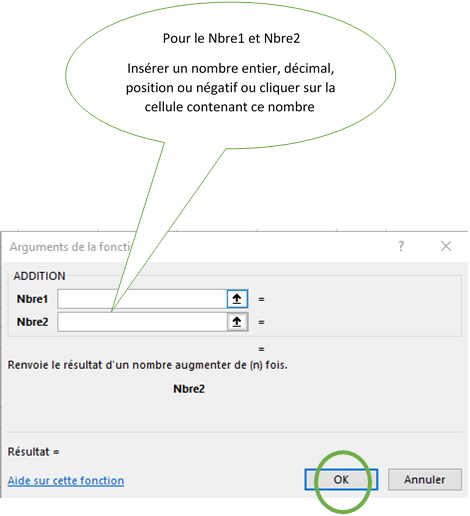 Pour le Nbre1 et Nbre2
Insérer un nombre entier, décimal,
position ou négatif ou cliquer sur la
cellule contenant ce nombre
Arguments de la foncti
? ×
ADDITION
Nbre1 =
Nbre2 =
=
Renvoie le résultat d'un nombre augmenter de (n) fois.
Nbre2
Résultat =
Aide sur cette fonction
OK
Annuler